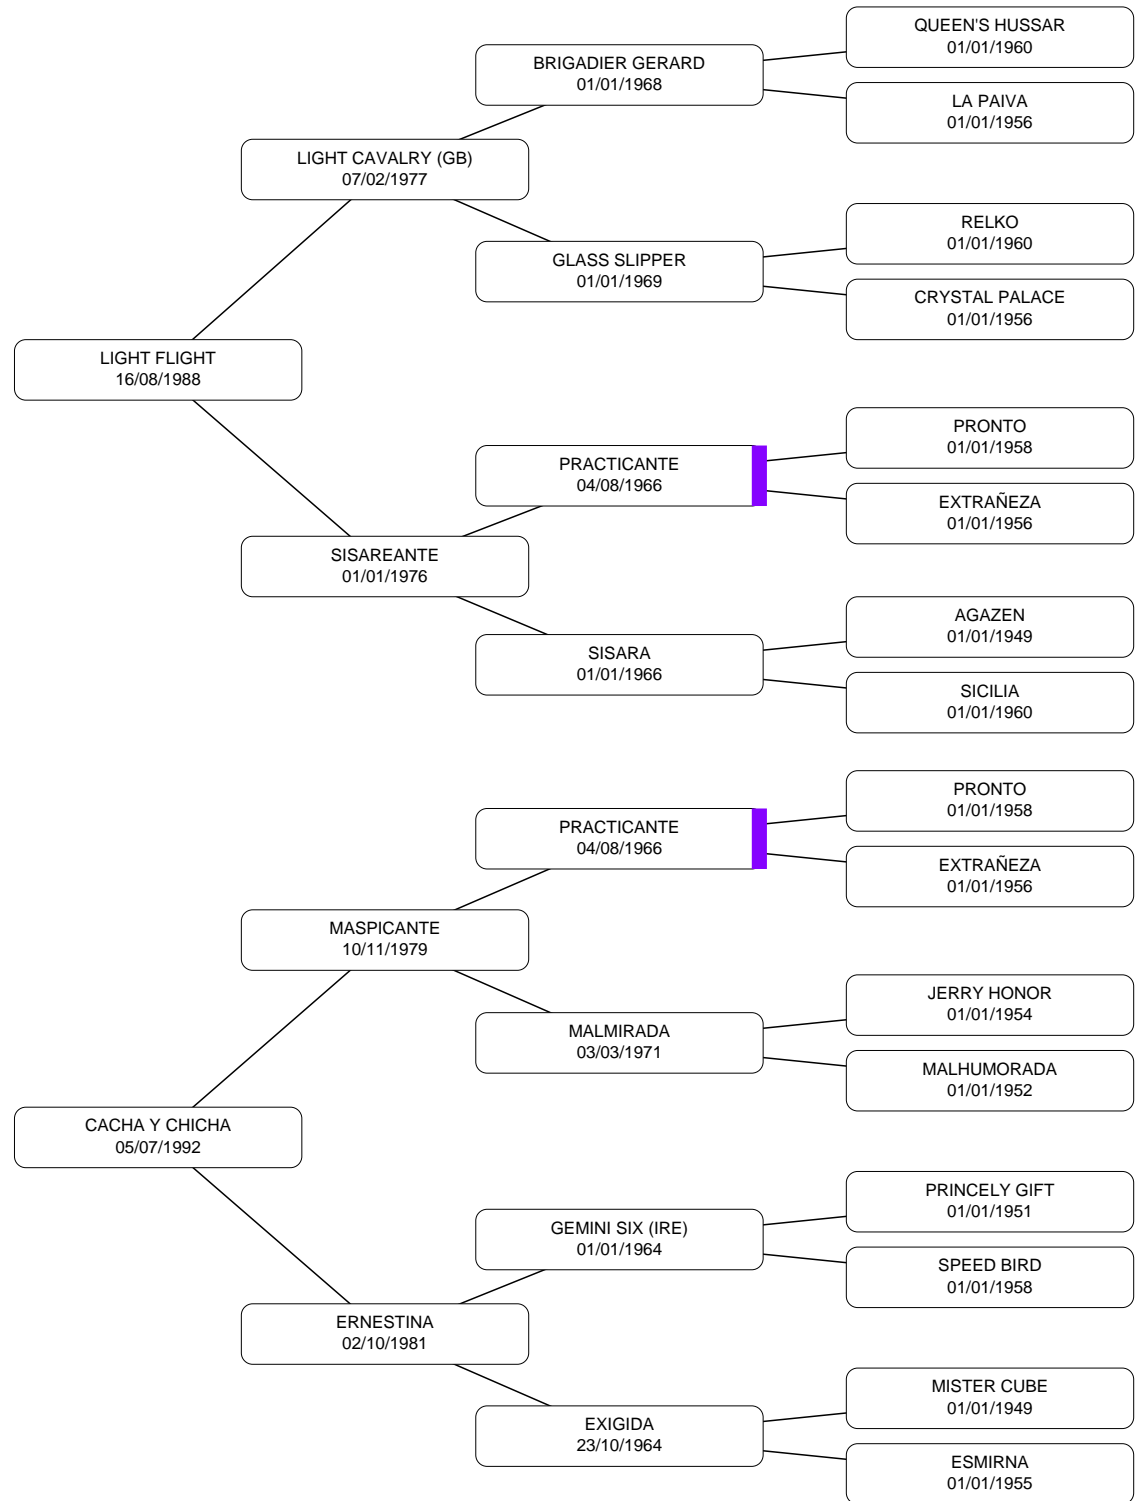 QUEEN'S HUSSAR
01/01/1960
BRIGADIER GERARD
01/01/1968
LA PAIVA
01/01/1956
LIGHT CAVALRY (GB)
07/02/1977
RELKO
01/01/1960
GLASS SLIPPER
01/01/1969
CRYSTAL PALACE
01/01/1956
LIGHT FLIGHT
16/08/1988
PRONTO
01/01/1958
PRACTICANTE
04/08/1966
EXTRAÑEZA
01/01/1956
SISAREANTE
01/01/1976
AGAZEN
01/01/1949
SISARA
01/01/1966
SICILIA
01/01/1960
PRONTO
01/01/1958
PRACTICANTE
04/08/1966
EXTRAÑEZA
01/01/1956
MASPICANTE
10/11/1979
JERRY HONOR
01/01/1954
MALMIRADA
03/03/1971
MALHUMORADA
01/01/1952
CACHA Y CHICHA
05/07/1992
PRINCELY GIFT
01/01/1951
GEMINI SIX (IRE)
01/01/1964
SPEED BIRD
01/01/1958
ERNESTINA
02/10/1981
MISTER CUBE
01/01/1949
EXIGIDA
23/10/1964
ESMIRNA
01/01/1955